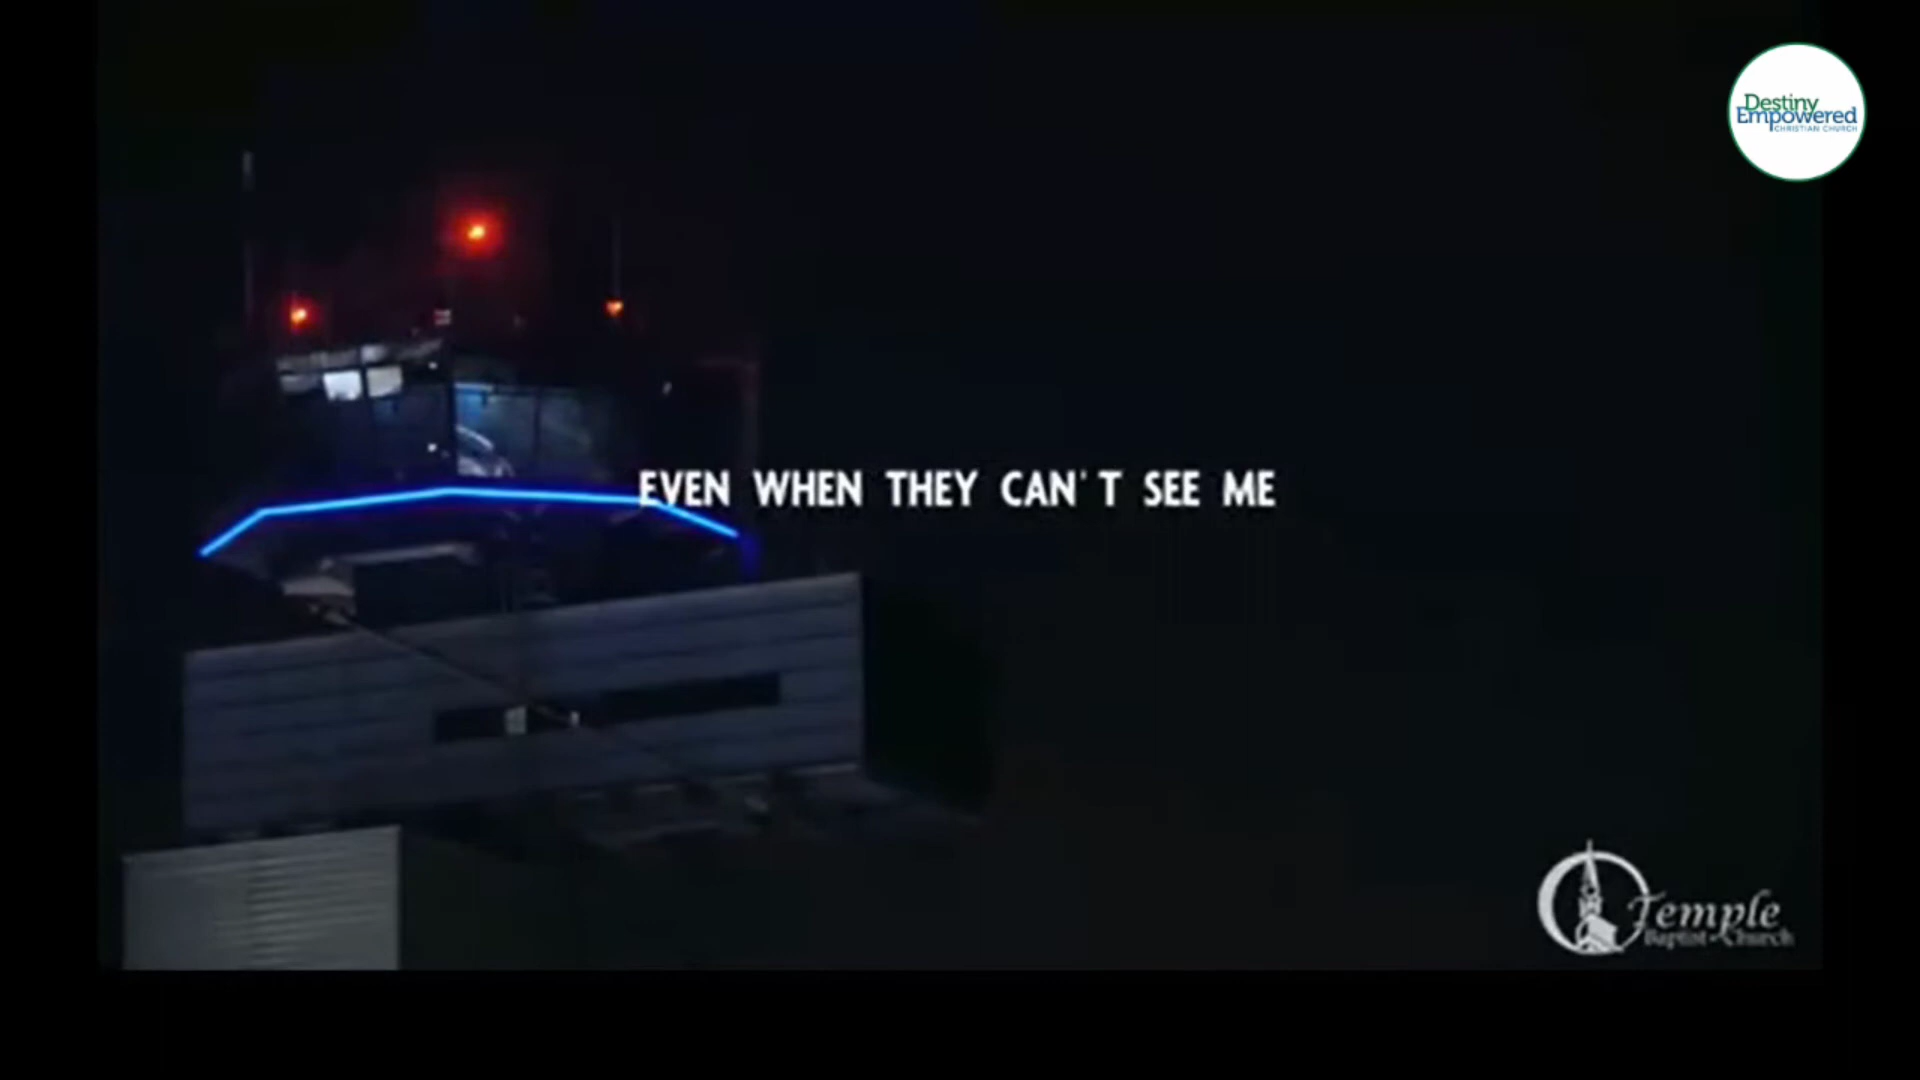 Destiny
Empowered
CHRISTIAN CHURCH
EVEN WHEN THEY CAN'T SEE ME
Temple
Baptist Church